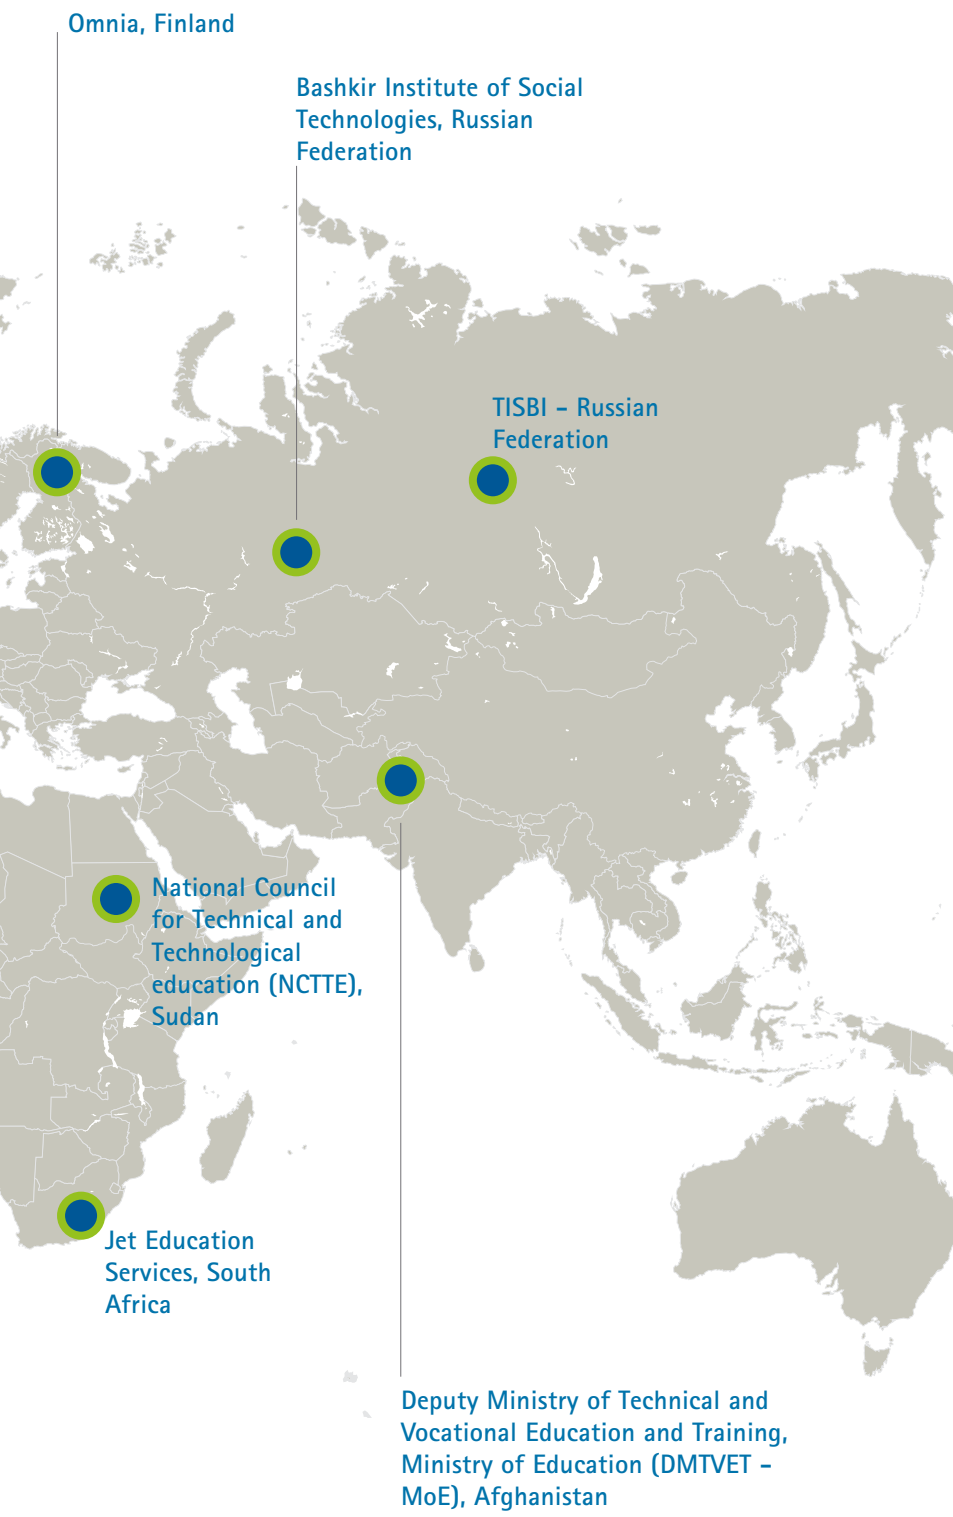 Omnia, Finland
Bashkir Institute of Social
Technologies, Russian
Federation
TISBI – Russian
Federation
National Council
for Technical and
Technological
education (NCTTE),
Sudan
Jet Education
Services, South
Africa
Deputy Ministry of Technical and
Vocational Education and Training,
Ministry of Education (DMTVET –
MoE), Afghanistan